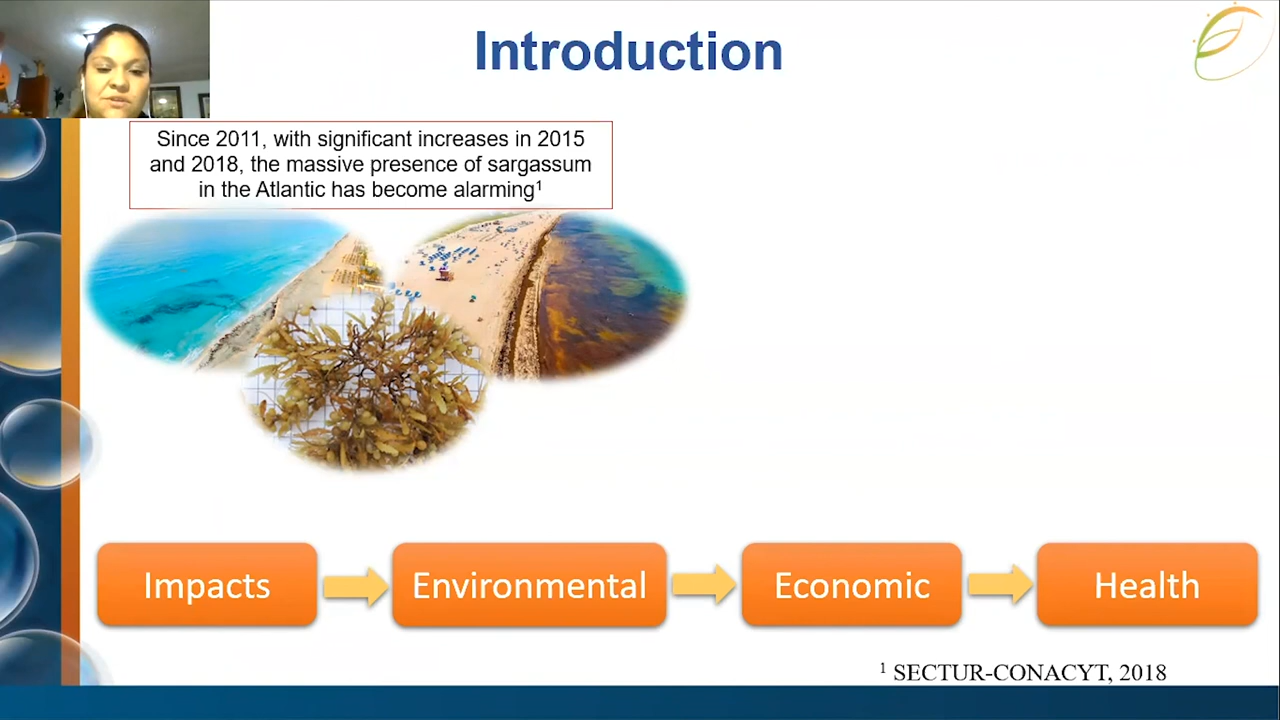 Introduction
Since 2011, with significant increases in 2015
and 2018, the massive presence of sargassum
in the Atlantic has become alarming¹
Impacts
Environmental
Economic
Health
¹ SECTUR-CONACYT, 2018